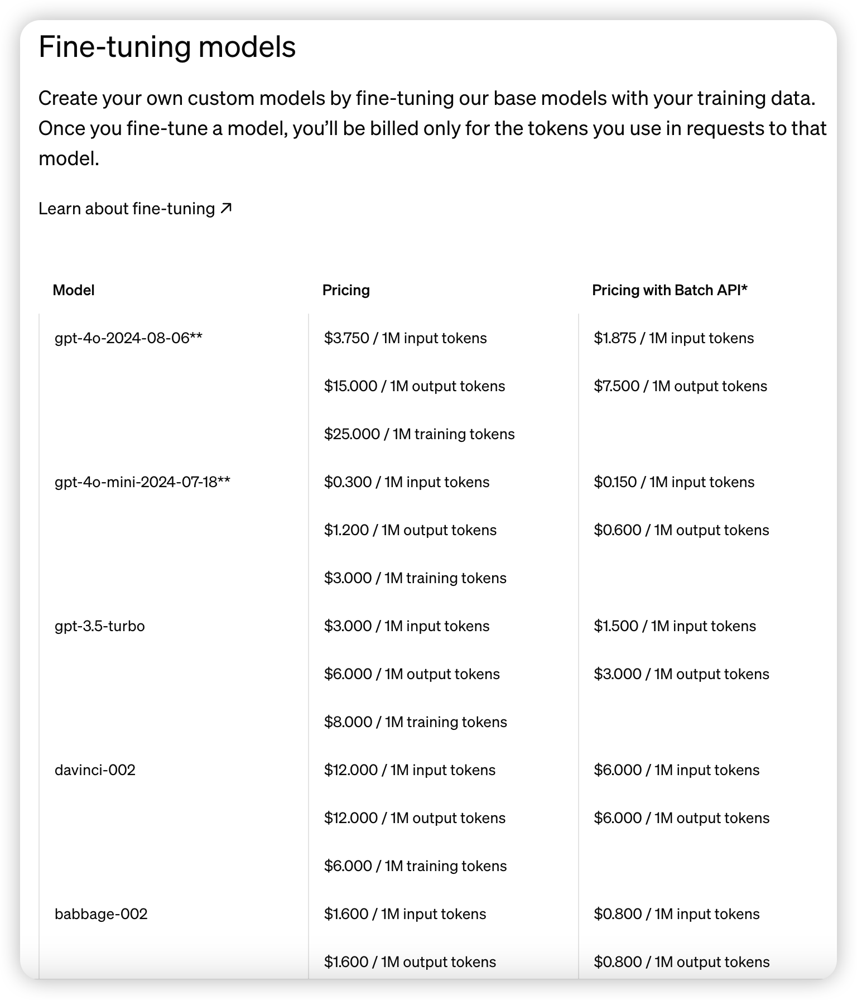 Fine-tuning models
Create your own custom models by fine-tuning our base models with your training data.
Once you fine-tune a model, you’ll be billed only for the tokens you use in requests to that
model.
Learn about fine-tuning ↗
Model Pricing Pricing with Batch API*
gpt-4o-2024-08-06** $3.750 / 1M input tokens $1.875 / 1M input tokens
$15.000 / 1M output tokens $7.500 / 1M output tokens
$25.000 / 1M training tokens
gpt-4o-mini-2024-07-18** $0.300 / 1M input tokens $0.150 / 1M input tokens
$1.200 / 1M output tokens $0.600 / 1M output tokens
$3.000 / 1M training tokens
gpt-3.5-turbo $3.000 / 1M input tokens $1.500 / 1M input tokens
$6.000 / 1M output tokens $3.000 / 1M output tokens
$8.000 / 1M training tokens
davinci-002 $12.000 / 1M input tokens $6.000 / 1M input tokens
$12.000 / 1M output tokens $6.000 / 1M output tokens
$6.000 / 1M training tokens
babbage-002 $1.600 / 1M input tokens $0.800 / 1M input tokens
$1.600 / 1M output tokens $0.800 / 1M output tokens